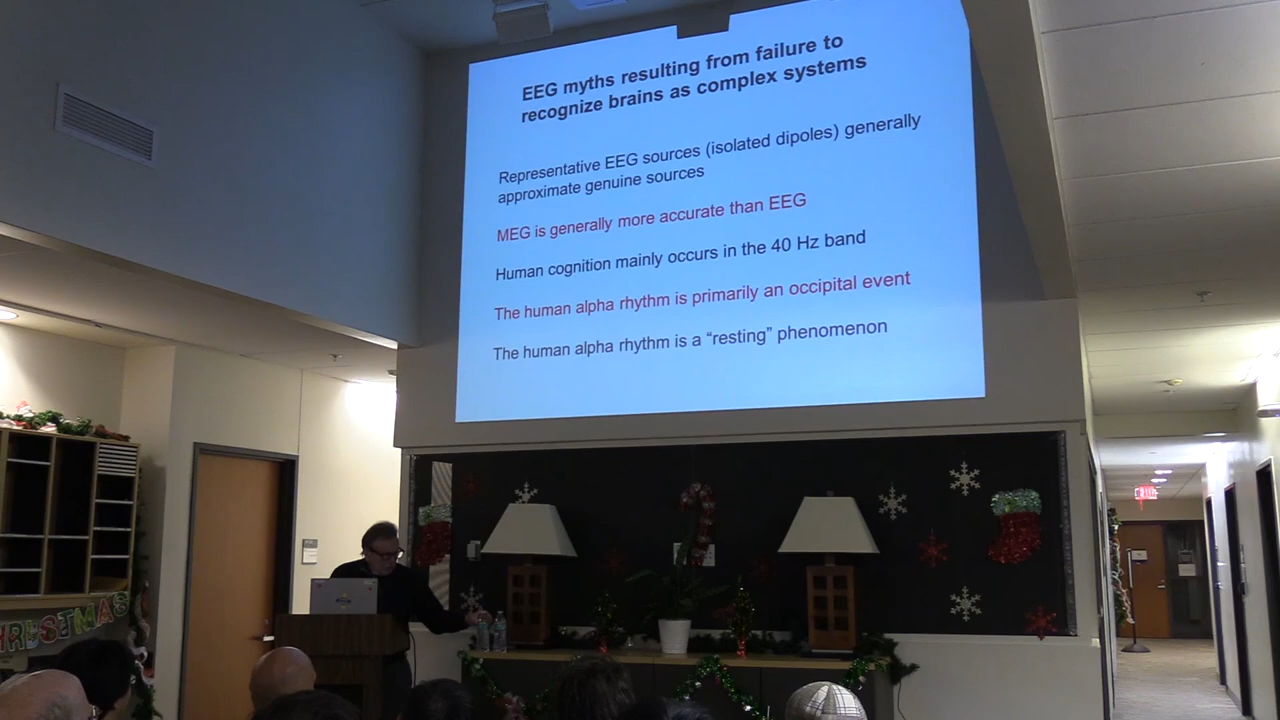 EEG myths resulting from failure to
recognize brains as complex systems
Representative EEG sources (isolated dipoles) generally
approximate genuine sources
MEG is generally more accurate than EEG
Human cognition mainly occurs in the 40 Hz band
The human alpha rhythm is primarily an occipital event
The human alpha rhythm is a “resting” phenomenon
HRISTMAS
EXIT